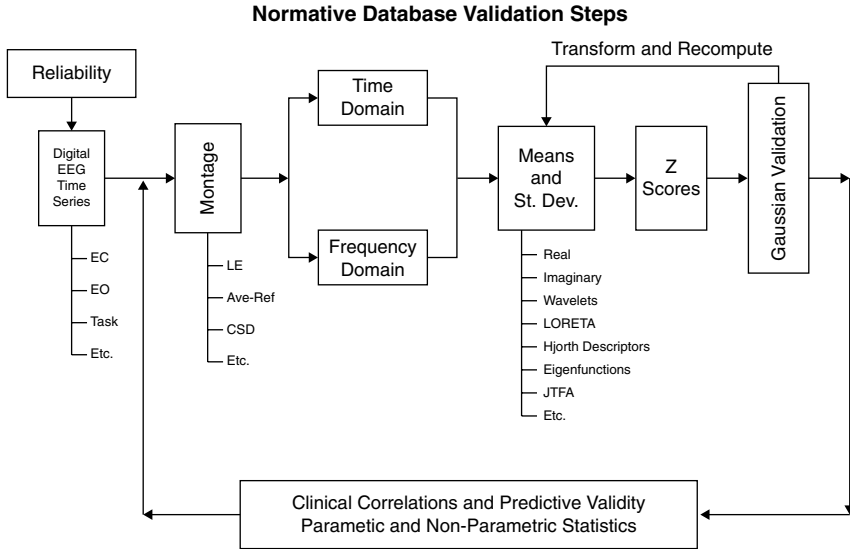 Normative Database Validation Steps
Reliability
Digital
EEG
Time
Series
EC
EO
Task
Etc.
Montage
LE
Ave-Ref
CSD
Etc.
Time
Domain
Frequency
Domain
Transform and Recompute
Means
and
St. Dev.
Real
Imaginary
Wavelets
LORETA
Hjorth Descriptors
Eigenfunctions
JTFA
Etc.
Z
Scores
Gaussian Validation
Clinical Correlations and Predictive Validity
Parametic and Non-Parametric Statistics